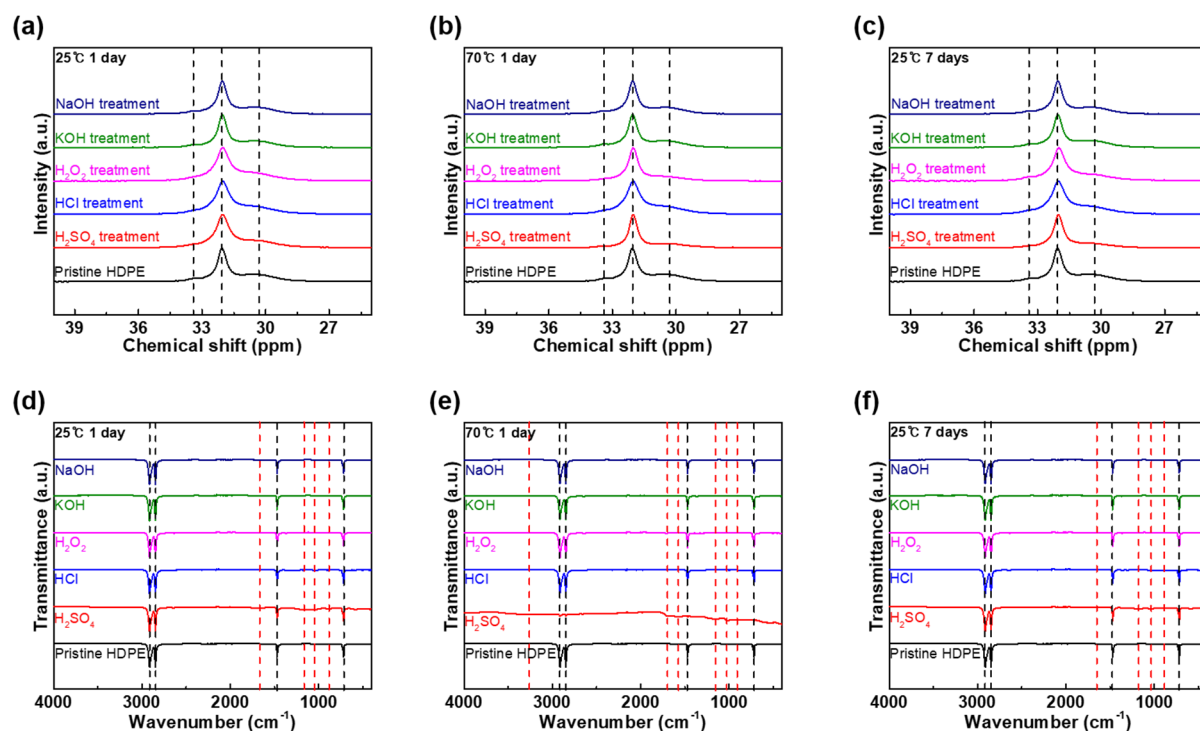 (a)
25℃ 1 day
NaOH treatment
KOH treatment
H₂O₂ treatment
HCl treatment
H₂SO₄ treatment
Pristine HDPE
Intensity (a.u.)
39 36 33 30 27
Chemical shift (ppm)
(b)
70℃ 1 day
NaOH treatment
KOH treatment
H₂O₂ treatment
HCl treatment
H₂SO₄ treatment
Pristine HDPE
Intensity (a.u.)
39 36 33 30 27
Chemical shift (ppm)
(c)
25℃ 7 days
NaOH treatment
KOH treatment
H₂O₂ treatment
HCl treatment
H₂SO₄ treatment
Pristine HDPE
Intensity (a.u.)
39 36 33 30 27
Chemical shift (ppm)
(d)
25℃ 1 day
NaOH
KOH
H₂O₂
HCl
H₂SO₄
Pristine HDPE
Transmittance (a.u.)
4000 3000 2000 1000
Wavenumber (cm⁻¹)
(e)
70℃ 1 day
NaOH
KOH
H₂O₂
HCl
H₂SO₄
Pristine HDPE
Transmittance (a.u.)
4000 3000 2000 1000
Wavenumber (cm⁻¹)
(f)
25℃ 7 days
NaOH
KOH
H₂O₂
HCl
H₂SO₄
Pristine HDPE
Transmittance (a.u.)
4000 3000 2000 1000
Wavenumber (cm⁻¹)